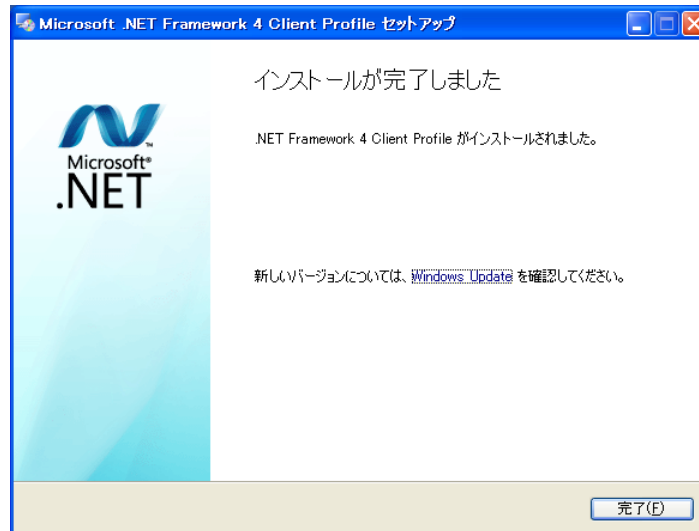 Microsoft .NET Framework 4 Client Profile セットアップ
インストールが完了しました
.NET Framework 4 Client Profile がインストールされました。
Microsoft®
.NET™
新しいバージョンについては、Windows Update を確認してください。
完了(F)